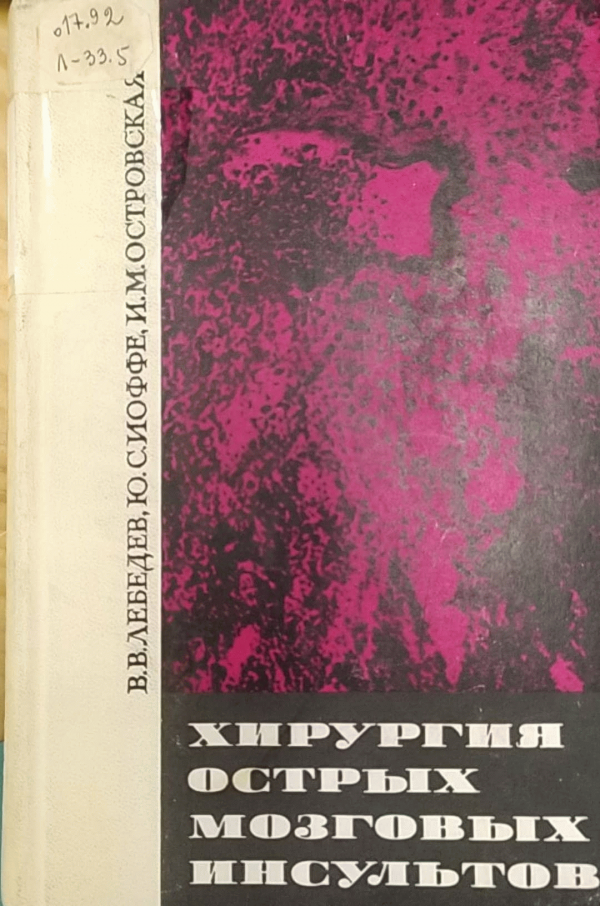 017.92
Л-33.5
В.В.ЛЕБЕДЕВ, Ю.С.ИОФФЕ, И.М.ОСТРОВСКАЯ
ХИРУРГИЯ
ОСТРЫХ
МОЗГОВЫХ
ИНСУЛЬТОВ